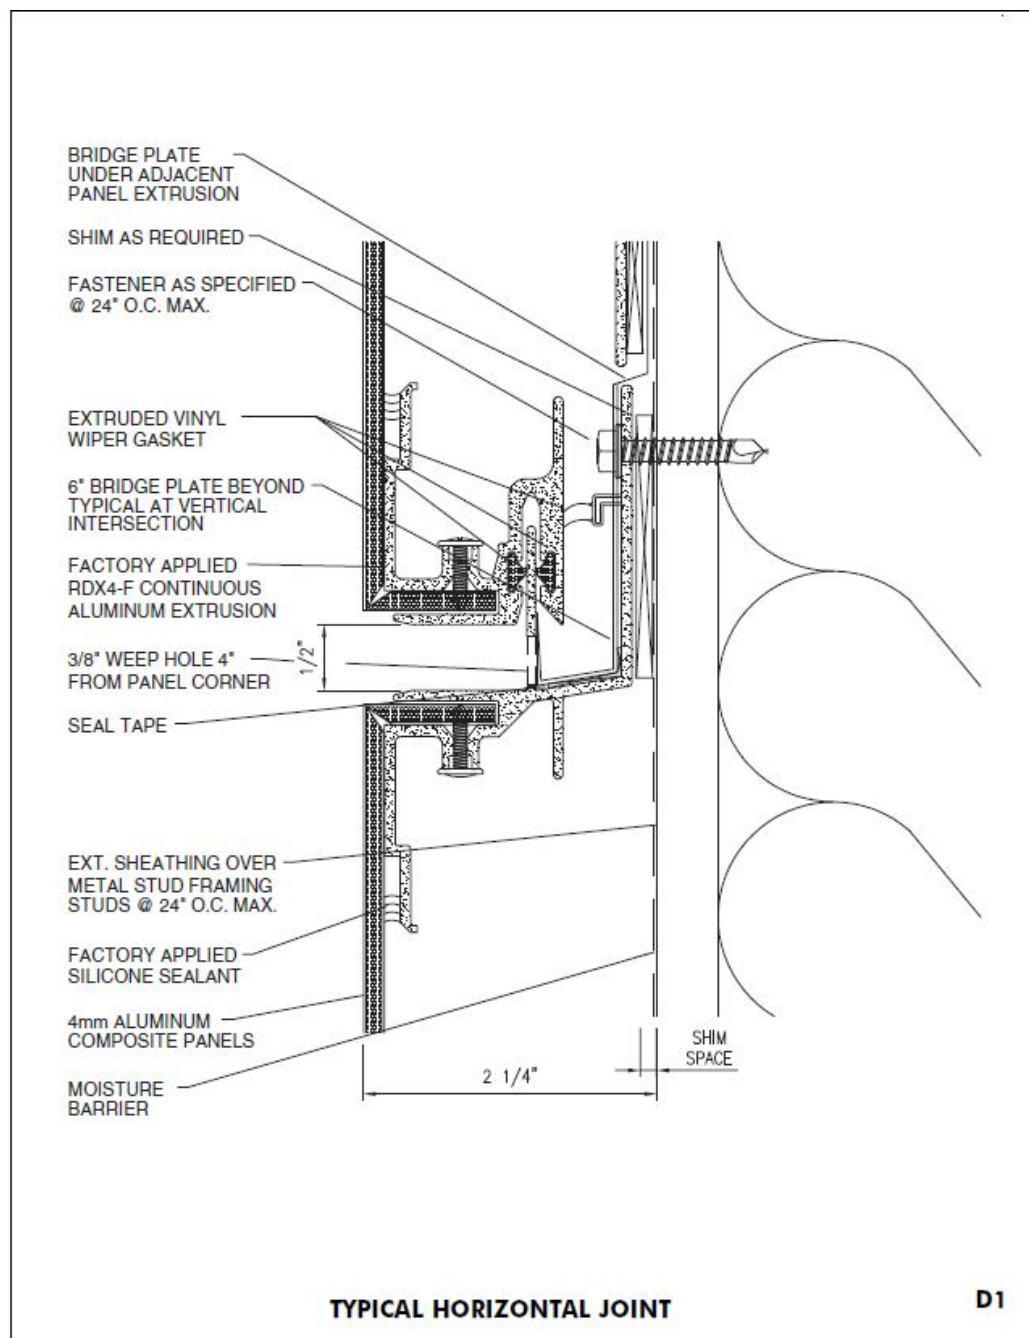 BRIDGE PLATE
UNDER ADJACENT
PANEL EXTRUSION
SHIM AS REQUIRED
FASTENER AS SPECIFIED
@ 24" O.C. MAX.
EXTRUDED VINYL
WIPER GASKET
6" BRIDGE PLATE BEYOND
TYPICAL AT VERTICAL
INTERSECTION
FACTORY APPLIED
RDX4-F CONTINUOUS
ALUMINUM EXTRUSION
1/2"
3/8" WEEP HOLE 4"
FROM PANEL CORNER
SEAL TAPE
EXT. SHEATHING OVER
METAL STUD FRAMING
STUDS @ 24" O.C. MAX.
FACTORY APPLIED
SILICONE SEALANT
4mm ALUMINUM
COMPOSITE PANELS
MOISTURE
BARRIER
2 1/4"
SHIM
SPACE
TYPICAL HORIZONTAL JOINT
D1